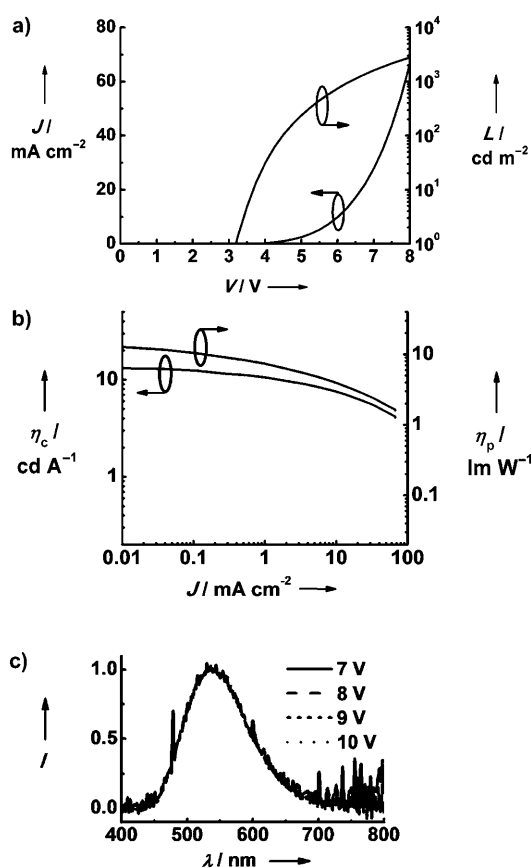 a)
80
60
40
20
0
J /
mA cm⁻²
10⁴
10³
10²
10¹
10⁰
L /
cd m⁻²
0 1 2 3 4 5 6 7 8
V / V
b)
10
1
ηc /
cd A⁻¹
10
1
0.1
ηp /
lm W⁻¹
0.01 0.1 1 10 100
J / mA cm⁻²
c)
1.0
0.5
0.0
I
7 V
8 V
9 V
10 V
400 500 600 700 800
λ / nm